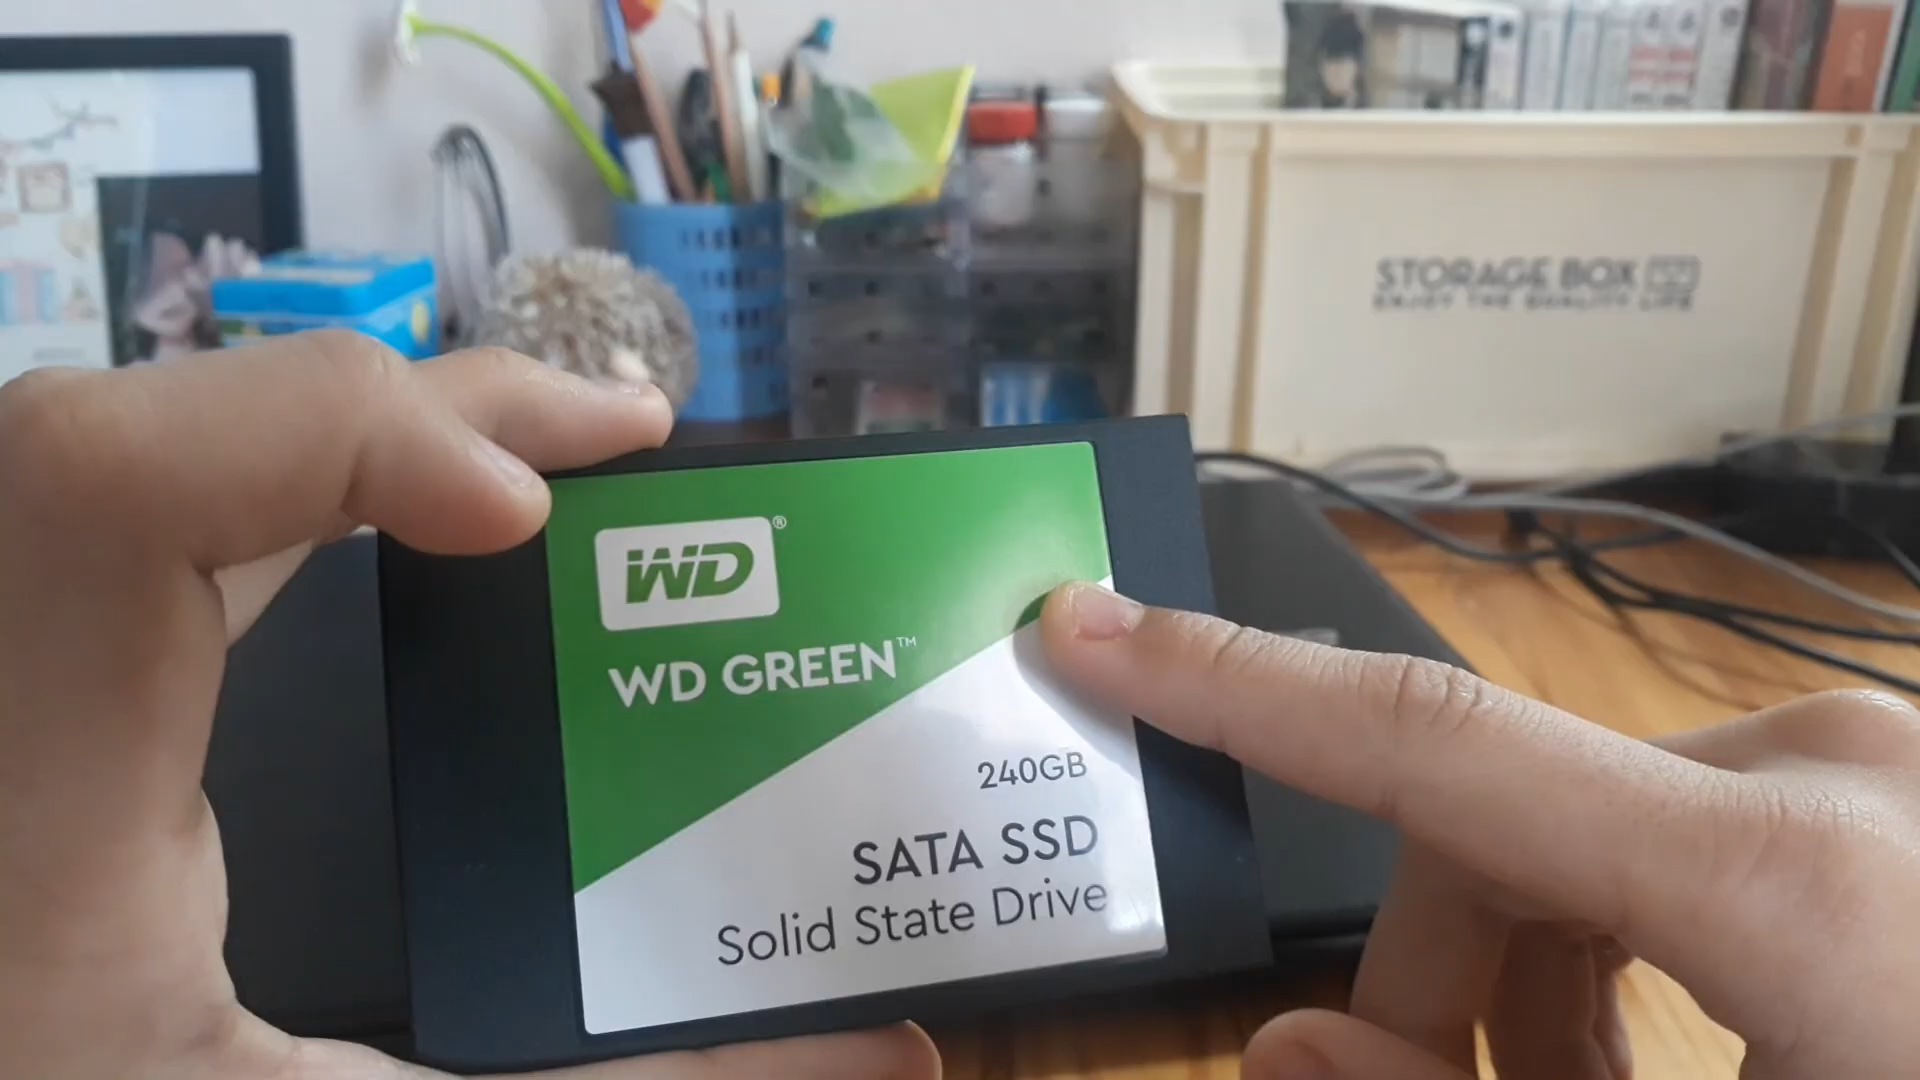 STORAGE BOX
ENJOY THE QUALITY LIFE
WD®
WD GREEN™
240GB
SATA SSD
Solid State Drive